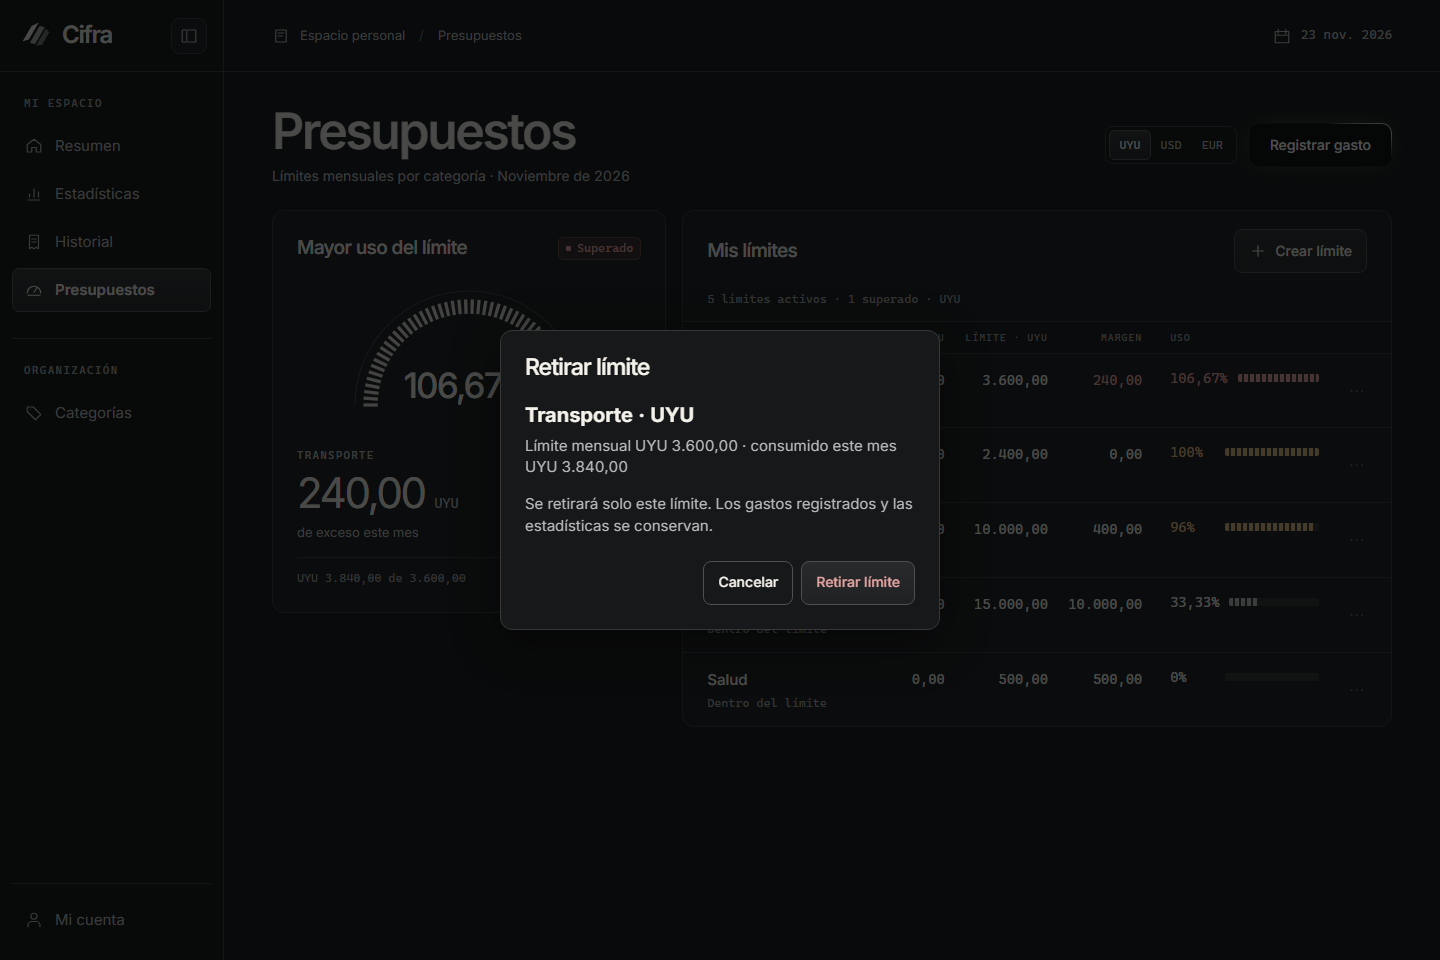 Cifra
Espacio personal / Presupuestos
23 nov. 2026
MI ESPACIO
Resumen
Estadísticas
Historial
Presupuestos
ORGANIZACIÓN
Categorías
Mi cuenta
Presupuestos
Límites mensuales por categoría · Noviembre de 2026
UYU USD EUR
Registrar gasto
Mayor uso del límite
Superado
106,67
TRANSPORTE
240,00 UYU
de exceso este mes
UYU 3.840,00 de 3.600,00
Mis límites
Crear límite
5 límites activos · 1 superado · UYU
LÍMITE · UYU MARGEN USO
3.600,00 240,00 106,67% ...
2.400,00 0,00 100% ...
10.000,00 400,00 96% ...
15.000,00 10.000,00 33,33% ...
Dentro del límite
Salud 0,00 500,00 500,00 0% ...
Dentro del límite
Retirar límite
Transporte · UYU
Límite mensual UYU 3.600,00 · consumido este mes
UYU 3.840,00
Se retirará solo este límite. Los gastos registrados y las
estadísticas se conservan.
Cancelar
Retirar límite